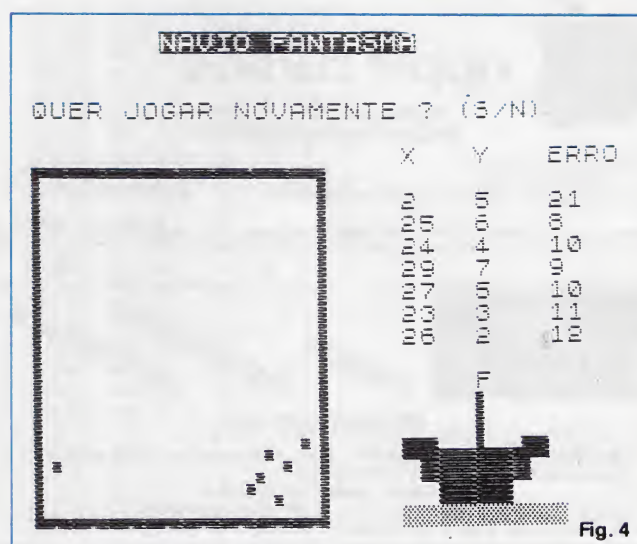 NAVIO FANTASMA
QUER JOGAR NOVAMENTE ? (S/N)
X Y ERRO
2 5 21
25 6 8
24 4 10
29 7 9
27 5 10
23 3 11
26 2 12
F
Fig. 4